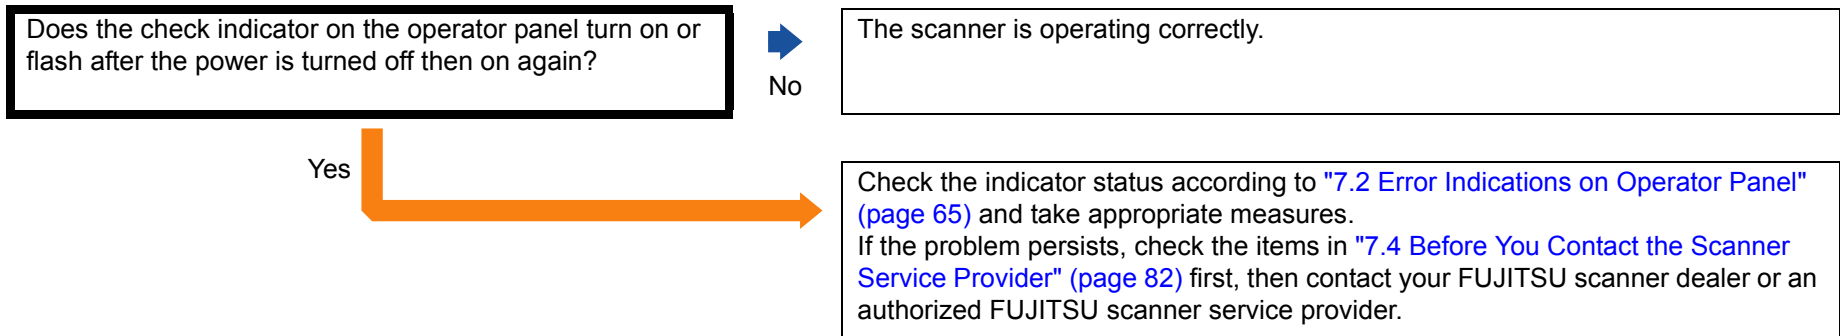 Does the check indicator on the operator panel turn on or
flash after the power is turned off then on again?
No
The scanner is operating correctly.
Yes
Check the indicator status according to "7.2 Error Indications on Operator Panel"
(page 65) and take appropriate measures.
If the problem persists, check the items in "7.4 Before You Contact the Scanner
Service Provider" (page 82) first, then contact your FUJITSU scanner dealer or an
authorized FUJITSU scanner service provider.